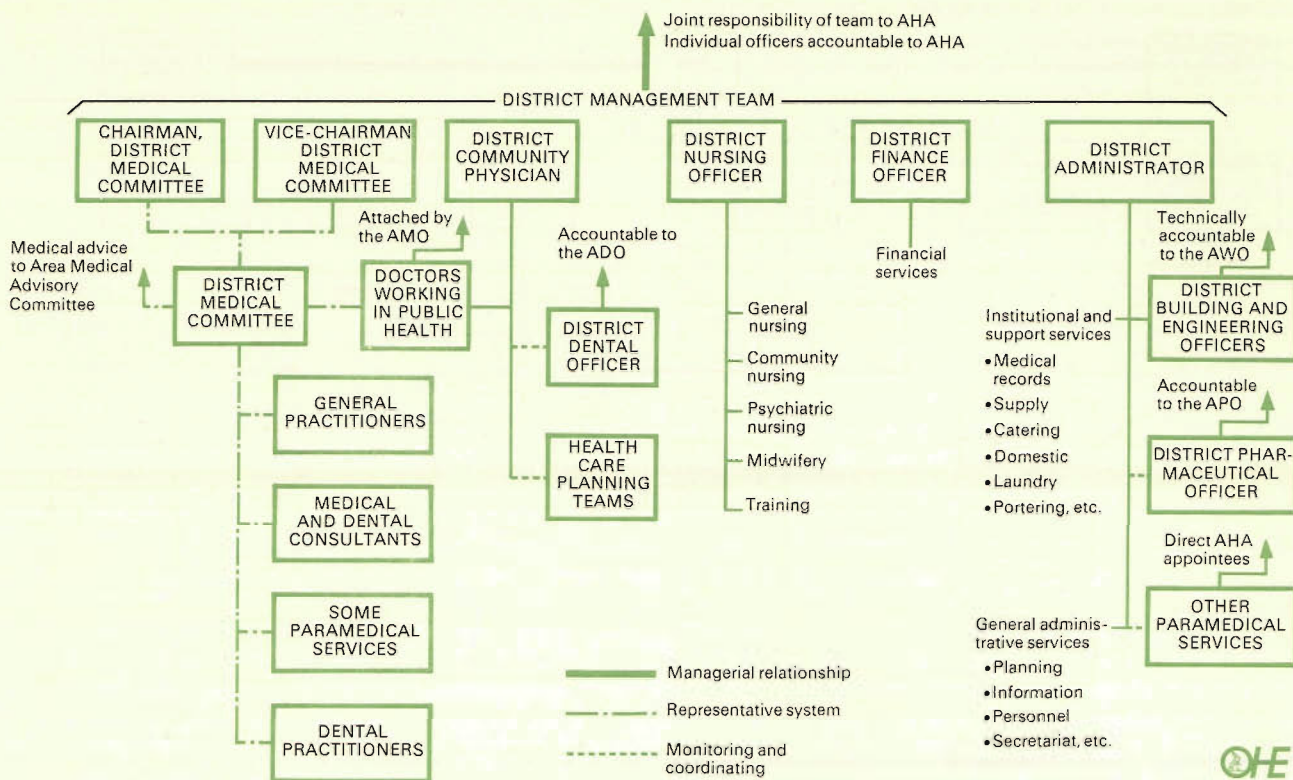 Joint responsibility of team to AHA
Individual officers accountable to AHA
DISTRICT MANAGEMENT TEAM
CHAIRMAN,
DISTRICT
MEDICAL
COMMITTEE
VICE-CHAIRMAN
DISTRICT
MEDICAL
COMMITTEE
DISTRICT
COMMUNITY
PHYSICIAN
DISTRICT
NURSING
OFFICER
DISTRICT
FINANCE
OFFICER
DISTRICT
ADMINISTRATOR
Medical advice
to Area Medical
Advisory
Committee
DISTRICT
MEDICAL
COMMITTEE
Attached by
the AMO
DOCTORS
WORKING
IN PUBLIC
HEALTH
Accountable to
the ADO
DISTRICT
DENTAL
OFFICER
HEALTH
CARE
PLANNING
TEAMS
GENERAL
PRACTITIONERS
MEDICAL
AND DENTAL
CONSULTANTS
SOME
PARAMEDICAL
SERVICES
DENTAL
PRACTITIONERS
General
nursing
Community
nursing
Psychiatric
nursing
Midwifery
Training
Financial
services
Institutional and
support services
• Medical
records
• Supply
• Catering
• Domestic
• Laundry
• Portering, etc.
General adminis-
trative services
• Planning
• Information
• Personnel
• Secretariat, etc.
Technically
accountable
to the AWO
DISTRICT
BUILDING AND
ENGINEERING
OFFICERS
Accountable
to the APO
DISTRICT PHAR-
MACEUTICAL
OFFICER
Direct AHA
appointees
OTHER
PARAMEDICAL
SERVICES
Managerial relationship
Representative system
Monitoring and
coordinating
OHE